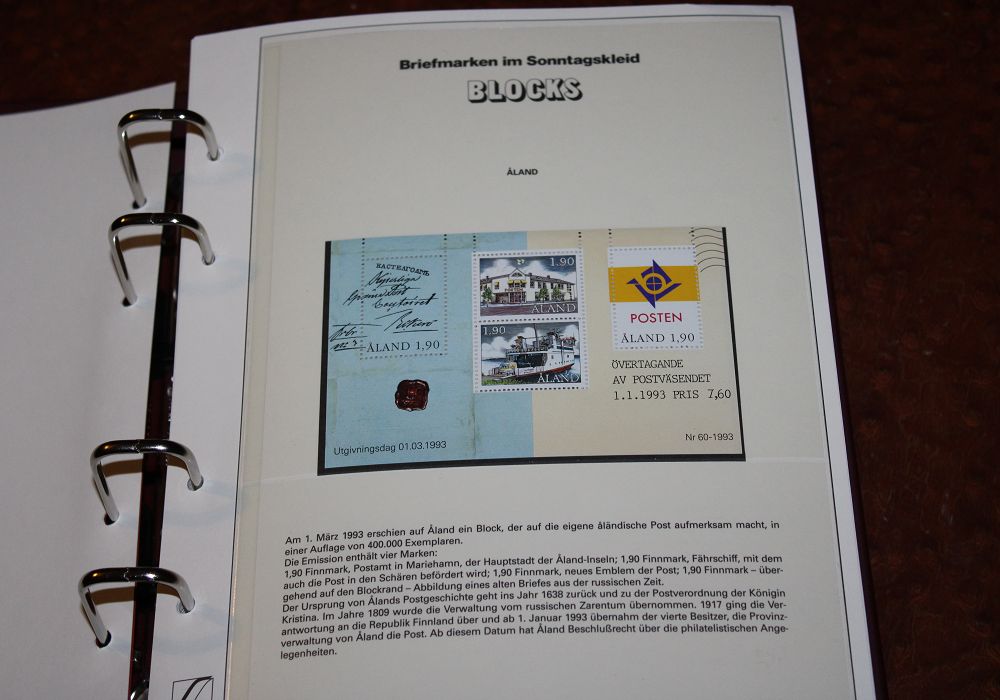 Briefmarken im Sonntagskleid
BLOCKS
ÅLAND
КАСТЕЛГОЛМЪ
ÅLAND 1,90
1.90
ÅLAND
1.90
ÅLAND
POSTEN
ÅLAND 1,90
ÖVERTAGANDE
AV POSTVÄSENDET
1.1.1993 PRIS 7,60
Utgivningsdag 01.03.1993
Nr 60-1993
Am 1. März 1993 erschien auf Åland ein Block, der auf die eigene åländische Post aufmerksam macht, in
einer Auflage von 400.000 Exemplaren.
Die Emission enthält vier Marken:
1,90 Finnmark, Postamt in Mariehamn, der Hauptstadt der Åland-Inseln; 1,90 Finnmark, Fährschiff, mit dem
auch die Post in den Schären befördert wird; 1,90 Finnmark, neues Emblem der Post; 1,90 Finnmark – über-
gehend auf den Blockrand – Abbildung eines alten Briefes aus der russischen Zeit.
Der Ursprung von Ålands Postgeschichte geht ins Jahr 1638 zurück und zu der Postverordnung der Königin
Kristina. Im Jahre 1809 wurde die Verwaltung vom russischen Zarentum übernommen. 1917 ging die Ver-
antwortung an die Republik Finnland über und ab 1. Januar 1993 übernahm der vierte Besitzer, die Provinz-
verwaltung von Åland die Post. Ab diesem Datum hat Åland Beschlußrecht über die philatelistischen Ange-
legenheiten.